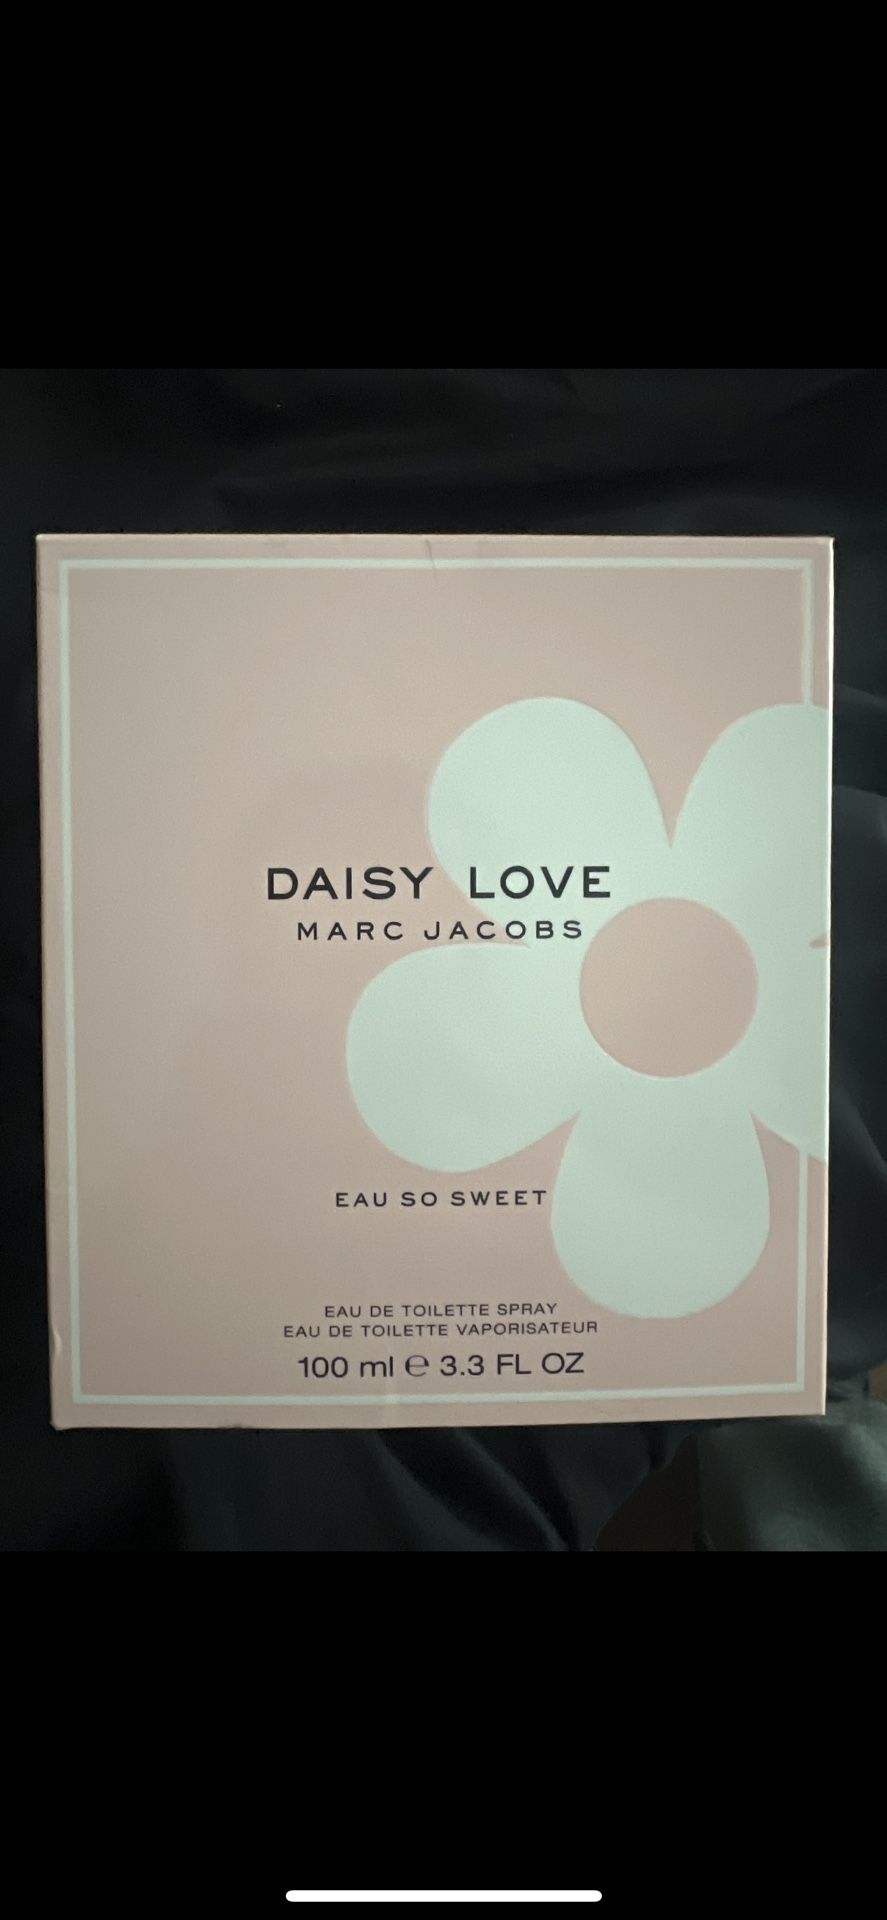 DAISY LOVE
MARC JACOBS
EAU SO SWEET
EAU DE TOILETTE SPRAY
EAU DE TOILETTE VAPORISATEUR
100 ml ℮ 3.3 FL OZ